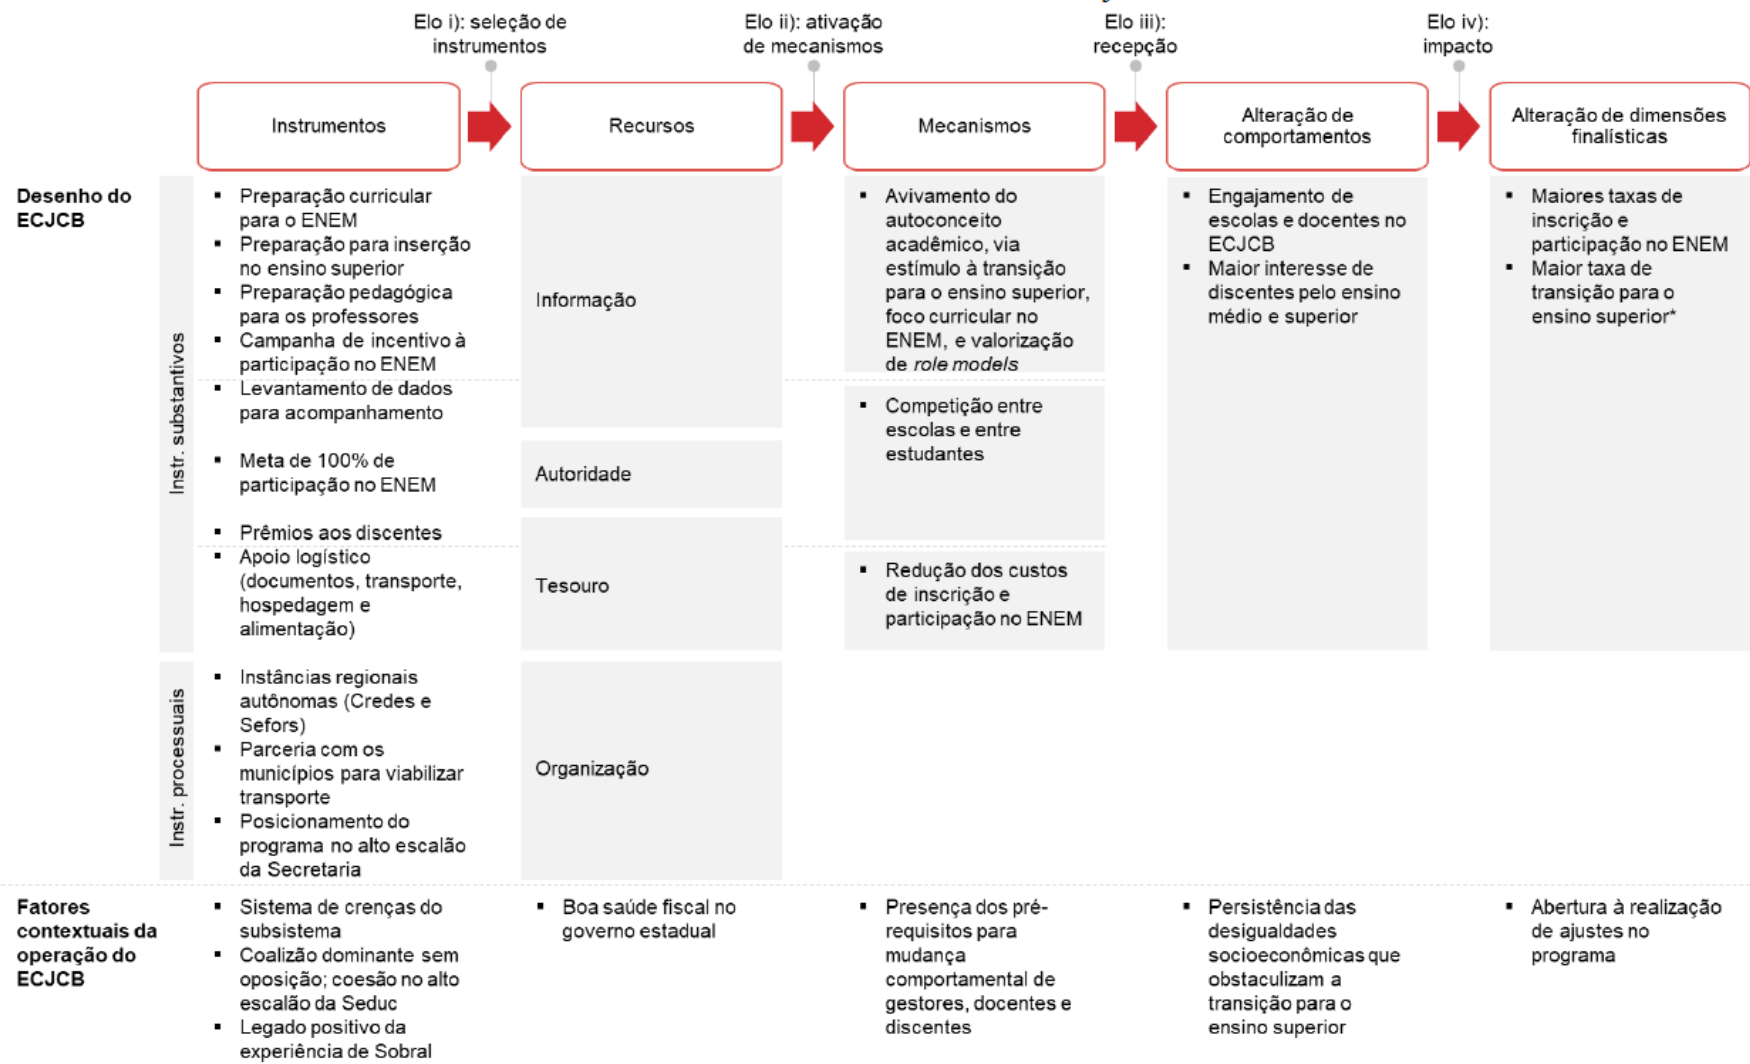 Elo i): seleção de
instrumentos
Elo ii): ativação
de mecanismos
Elo iii):
recepção
Elo iv):
impacto
Instrumentos
Recursos
Mecanismos
Alteração de
comportamentos
Alteração de dimensões
finalísticas
Desenho do
ECJCB
Instr. substantivos
▪ Preparação curricular
para o ENEM
▪ Preparação para inserção
no ensino superior
▪ Preparação pedagógica
para os professores
▪ Campanha de incentivo à
participação no ENEM
▪ Levantamento de dados
para acompanhamento
▪ Meta de 100% de
participação no ENEM
▪ Prêmios aos discentes
▪ Apoio logístico
(documentos, transporte,
hospedagem e
alimentação)
Informação
Autoridade
Tesouro
▪ Avivamento do
autoconceito
acadêmico, via
estímulo à transição
para o ensino superior,
foco curricular no
ENEM, e valorização
de role models
▪ Competição entre
escolas e entre
estudantes
▪ Redução dos custos
de inscrição e
participação no ENEM
▪ Engajamento de
escolas e docentes no
ECJCB
▪ Maior interesse de
discentes pelo ensino
médio e superior
▪ Maiores taxas de
inscrição e
participação no ENEM
▪ Maior taxa de
transição para o
ensino superior*
Instr. processuais
▪ Instâncias regionais
autônomas (Credes e
Sefors)
▪ Parceria com os
municípios para viabilizar
transporte
▪ Posicionamento do
programa no alto escalão
da Secretaria
Organização
Fatores
contextuais da
operação do
ECJCB
▪ Sistema de crenças do
subsistema
▪ Coalizão dominante sem
oposição; coesão no alto
escalão da Seduc
▪ Legado positivo da
experiência de Sobral
▪ Boa saúde fiscal no
governo estadual
▪ Presença dos pré-
requisitos para
mudança
comportamental de
gestores, docentes e
discentes
▪ Persistência das
desigualdades
socioeconômicas que
obstaculizam a
transição para o
ensino superior
▪ Abertura à realização
de ajustes no
programa